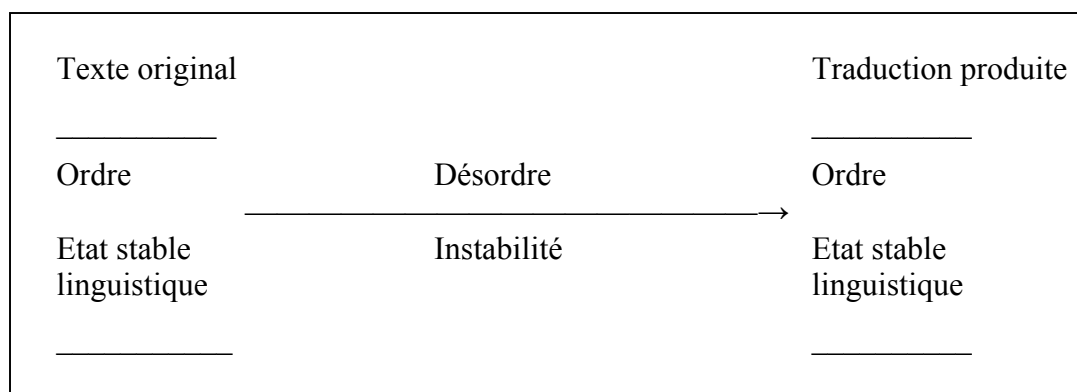 Texte original Traduction produite
Ordre Désordre Ordre
→
Etat stable Instabilité Etat stable
linguistique linguistique